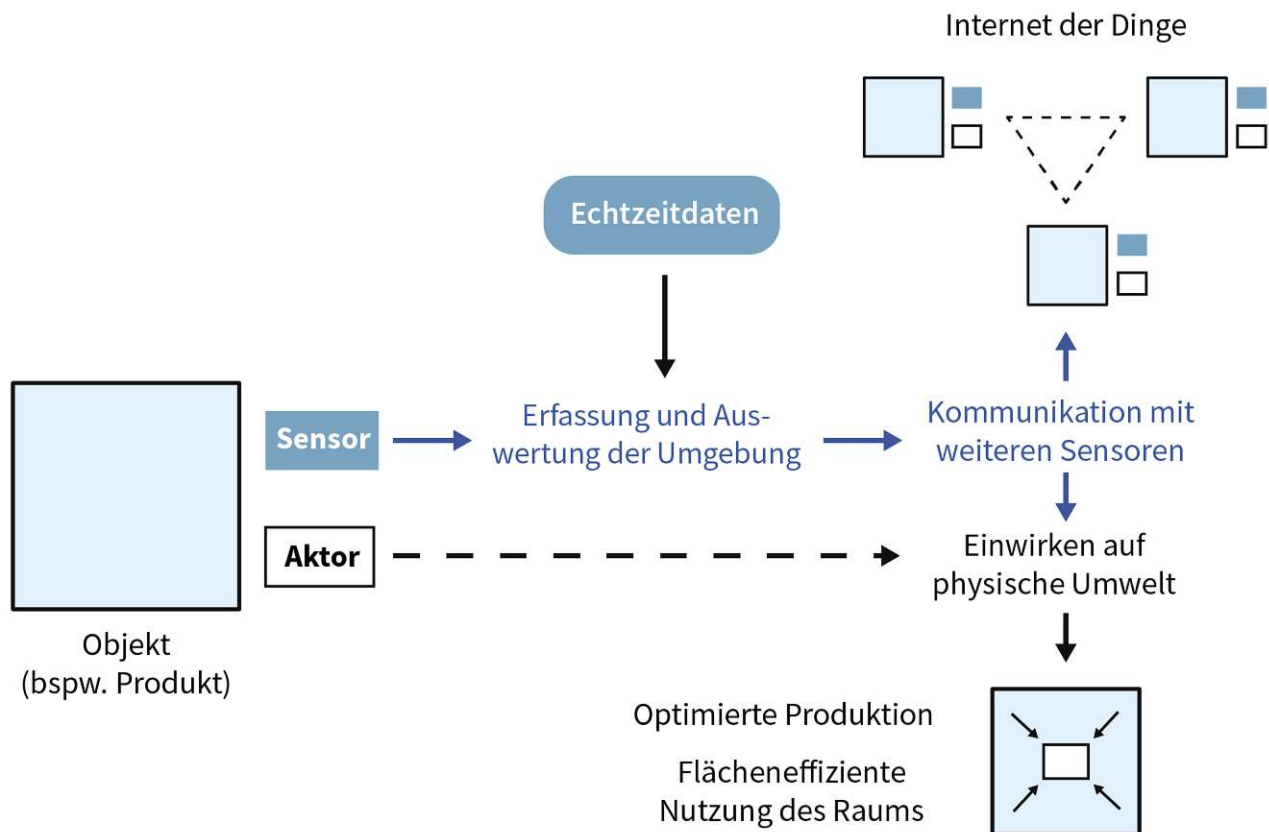 Internet der Dinge
Echtzeitdaten
Sensor
Erfassung und Aus-
wertung der Umgebung
Kommunikation mit
weiteren Sensoren
Aktor
Einwirken auf
physische Umwelt
Objekt
(bspw. Produkt)
Optimierte Produktion
Flächeneffiziente
Nutzung des Raums